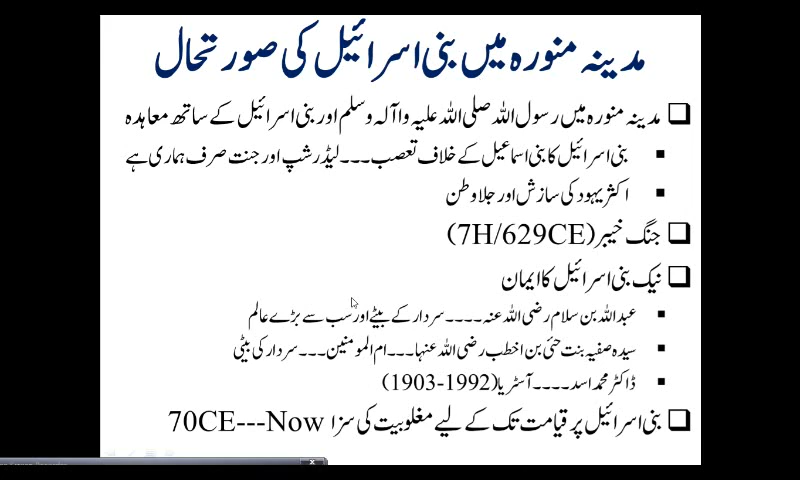 مدینہ منورہ میں بنی اسرائیل کی صورتحال
مدینہ منورہ میں رسول اللہ صلی اللہ علیہ واآلہ وسلم اور بنی اسرائیل کے ساتھ معاہدہ
بنی اسرائیل کا بنی اسماعیل کے خلاف تعصب۔۔۔لیڈرشپ اور جنت صرف ہماری ہے
اکثر یہود کی سازش اور جلا وطن
جنگ خیبر (7H/629CE)
نیک بنی اسرائیل کا ایمان
عبداللہ بن سلام رضی اللہ عنہ۔۔۔۔سردار کے بیٹے اور سب سے بڑے عالم
سیدہ صفیہ بنت حئی بن اخطب رضی اللہ عنہا۔۔۔ام المومنین۔۔۔سردار کی بیٹی
ڈاکٹر محمد اسد۔۔۔۔آسٹریا (1903-1992)
بنی اسرائیل پر قیامت تک کے لیے مغلوبیت کی سزا 70CE---Now